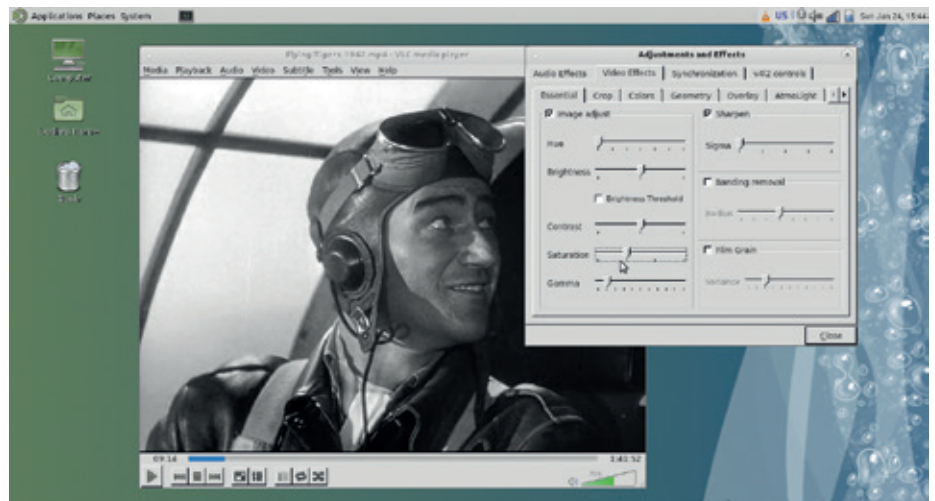 Applications Places System
US
Sun Jan 24, 15:44
Computer
Flying Tigers 1942.mp4 - VLC media player
Media Playback Audio Video Subtitle Tools View Help
09:14
1:41:52
Adjustments and Effects
Audio Effects Video Effects Synchronization v4l2 controls
Essential Crop Colors Geometry Overlay AtmoLight
Image adjust
Hue
Brightness
Brightness Threshold
Contrast
Saturation
Gamma
Sharpen
Sigma
Banding removal
Radius
Film Grain
Variance
Close